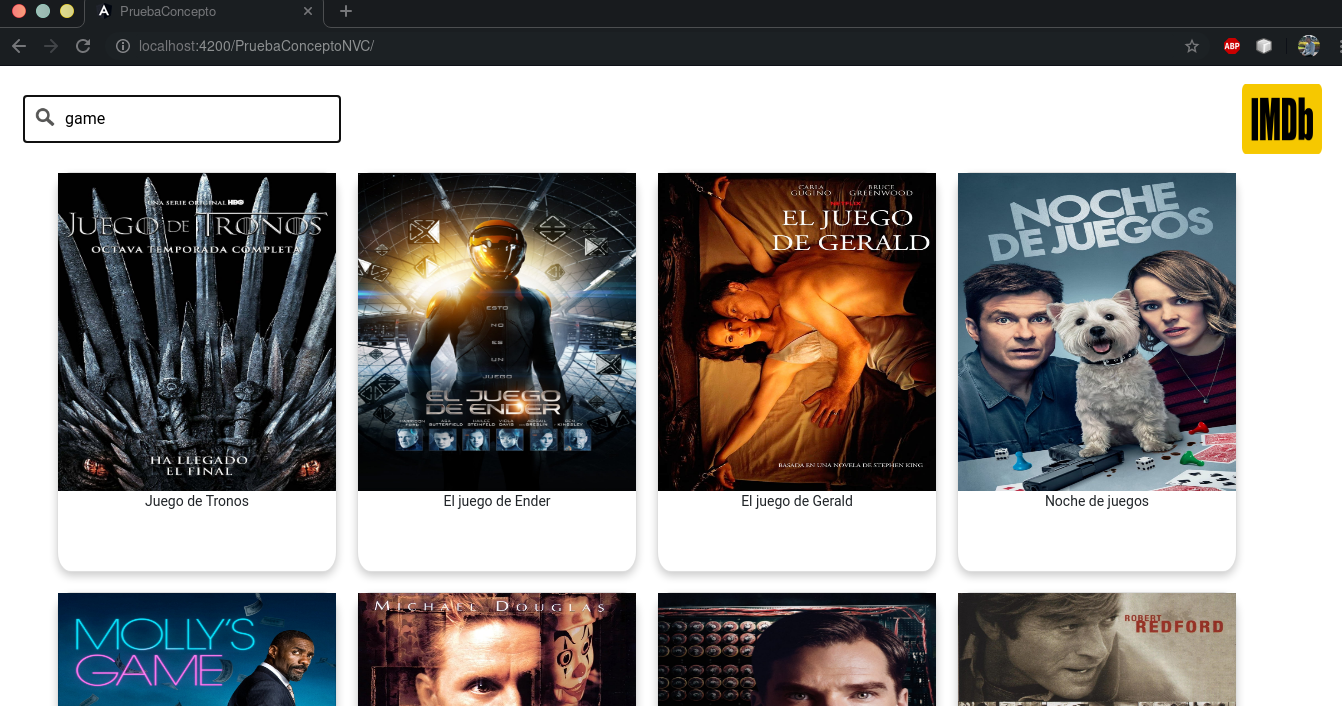 PruebaConcepto
localhost:4200/PruebaConceptoNVC/
ABP
game
IMDb
UNA SERIE ORIGINAL HBO
JUEGO DE TRONOS
OCTAVA TEMPORADA COMPLETA
HA LLEGADO
EL FINAL
Juego de Tronos
ESTO
NO
ES
UN
JUEGO
EL JUEGO
DE ENDER
El juego de Ender
CARLA
GUGINO
BRUCE
GREENWOOD
NETFLIX
EL JUEGO
DE GERALD
BASADA EN UNA NOVELA DE STEPHEN KING
El juego de Gerald
NOCHE
DE JUEGOS
Noche de juegos
MOLLY'S
GAME
MICHAEL DOUGLAS
ROBERT
REDFORD